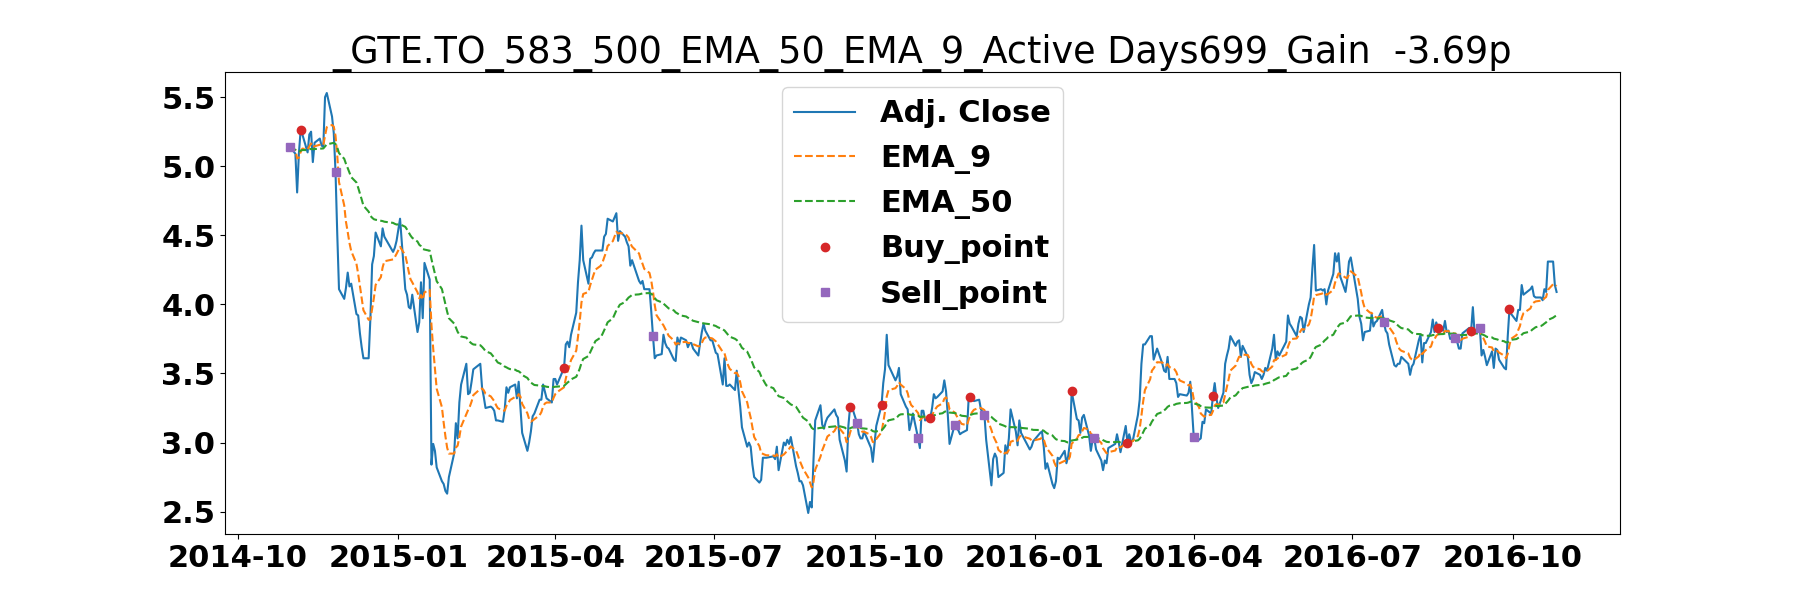 _GTE.TO_583_500_EMA_50_EMA_9_Active Days699_Gain  -3.69p
5.5
5.0
4.5
4.0
3.5
3.0
2.5
Adj. Close
EMA_9
EMA_50
Buy_point
Sell_point
2014-10 2015-01 2015-04 2015-07 2015-10 2016-01 2016-04 2016-07 2016-10